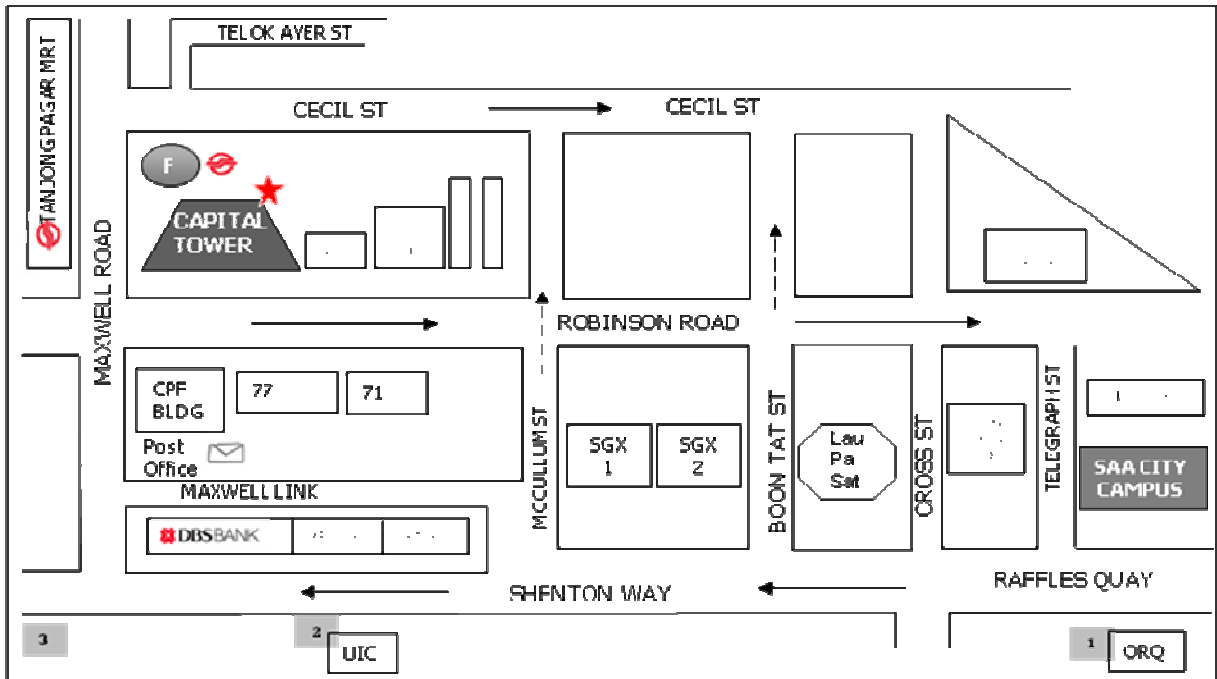 TELOK AYER ST
TANJONG PAGAR MRT
CECIL ST
CECIL ST
F
CAPITAL
TOWER
MAXWELL ROAD
ROBINSON ROAD
CPF
BLDG
77
71
Post
Office
MAXWELL LINK
MCCULLUM ST
SGX
1
SGX
2
BOON TAT ST
Lau
Pa
Sat
CROSS ST
TELEGRAPH ST
SAA CITY
CAMPUS
DBS BANK
SHENTON WAY
RAFFLES QUAY
3
2
UIC
1
ORQ